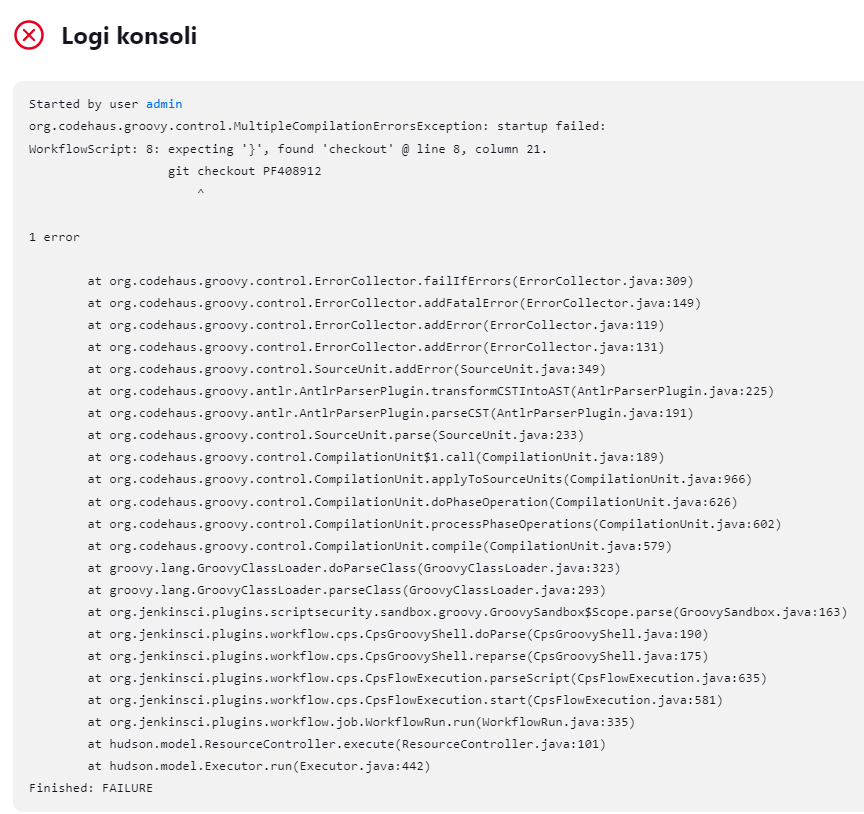 Logi konsoli
Started by user admin
org.codehaus.groovy.control.MultipleCompilationErrorsException: startup failed:
WorkflowScript: 8: expecting '}', found 'checkout' @ line 8, column 21.
                   git checkout PF408912
                       ^

1 error

	at org.codehaus.groovy.control.ErrorCollector.failIfErrors(ErrorCollector.java:309)
	at org.codehaus.groovy.control.ErrorCollector.addFatalError(ErrorCollector.java:149)
	at org.codehaus.groovy.control.ErrorCollector.addError(ErrorCollector.java:119)
	at org.codehaus.groovy.control.ErrorCollector.addError(ErrorCollector.java:131)
	at org.codehaus.groovy.control.SourceUnit.addError(SourceUnit.java:349)
	at org.codehaus.groovy.antlr.AntlrParserPlugin.transformCSTIntoAST(AntlrParserPlugin.java:225)
	at org.codehaus.groovy.antlr.AntlrParserPlugin.parseCST(AntlrParserPlugin.java:191)
	at org.codehaus.groovy.control.SourceUnit.parse(SourceUnit.java:233)
	at org.codehaus.groovy.control.CompilationUnit$1.call(CompilationUnit.java:189)
	at org.codehaus.groovy.control.CompilationUnit.applyToSourceUnits(CompilationUnit.java:966)
	at org.codehaus.groovy.control.CompilationUnit.doPhaseOperation(CompilationUnit.java:626)
	at org.codehaus.groovy.control.CompilationUnit.processPhaseOperations(CompilationUnit.java:602)
	at org.codehaus.groovy.control.CompilationUnit.compile(CompilationUnit.java:579)
	at groovy.lang.GroovyClassLoader.doParseClass(GroovyClassLoader.java:323)
	at groovy.lang.GroovyClassLoader.parseClass(GroovyClassLoader.java:293)
	at org.jenkinsci.plugins.scriptsecurity.sandbox.groovy.GroovySandbox$Scope.parse(GroovySandbox.java:163)
	at org.jenkinsci.plugins.workflow.cps.CpsGroovyShell.doParse(CpsGroovyShell.java:190)
	at org.jenkinsci.plugins.workflow.cps.CpsGroovyShell.reparse(CpsGroovyShell.java:175)
	at org.jenkinsci.plugins.workflow.cps.CpsFlowExecution.parseScript(CpsFlowExecution.java:635)
	at org.jenkinsci.plugins.workflow.cps.CpsFlowExecution.start(CpsFlowExecution.java:581)
	at org.jenkinsci.plugins.workflow.job.WorkflowRun.run(WorkflowRun.java:335)
	at hudson.model.ResourceController.execute(ResourceController.java:101)
	at hudson.model.Executor.run(Executor.java:442)
Finished: FAILURE